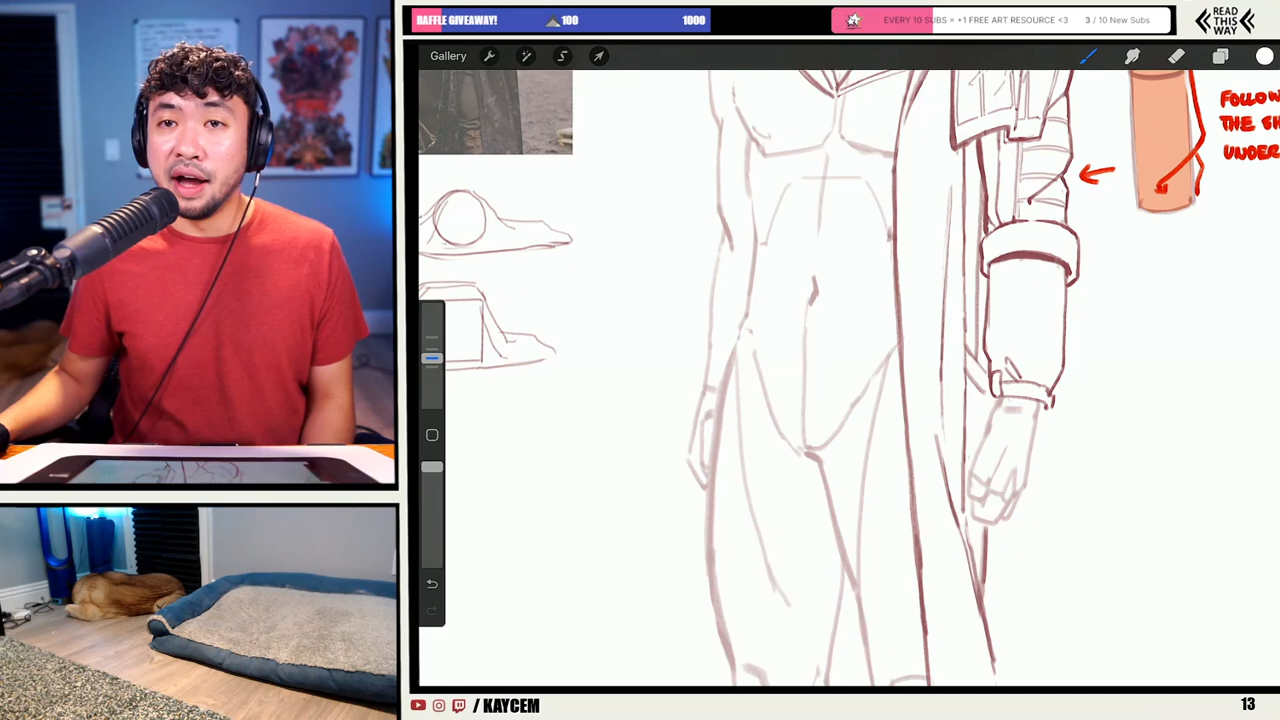 RAFFLE GIVEAWAY!
100
1000
EVERY 10 SUBS = +1 FREE ART RESOURCE <3
3 / 10 New Subs
READ
THIS
WAY
Gallery
FOLLOW
THE
UNDER
/ KAYCEM
13